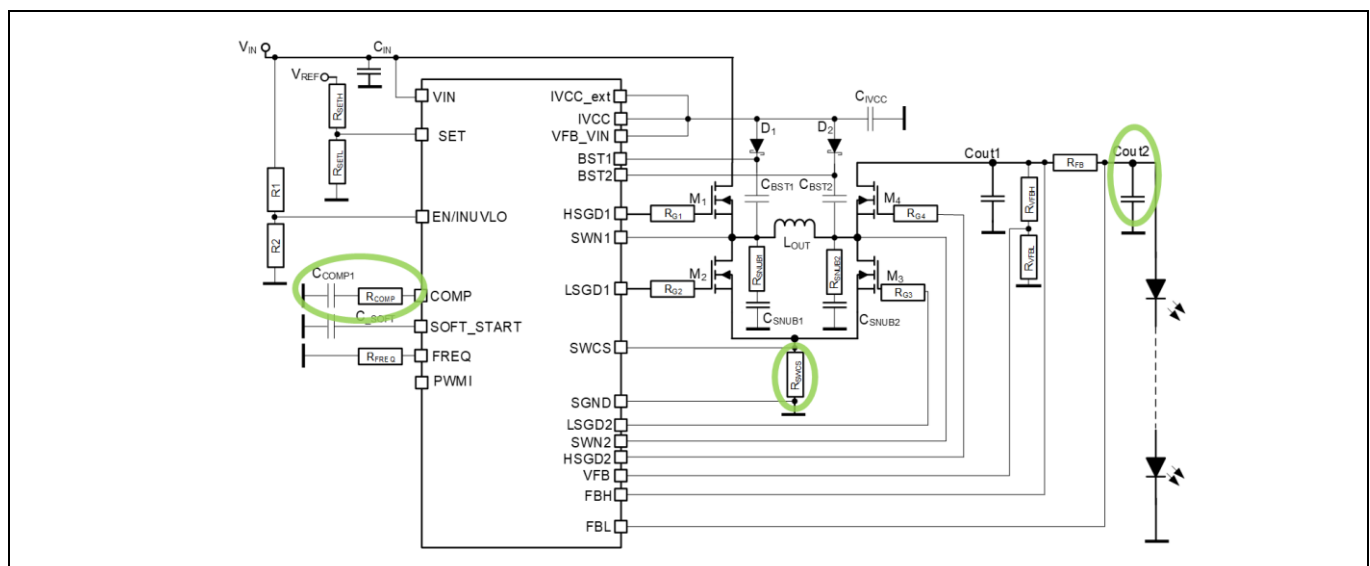 VIN
CIN
VREF
RSETH
RSETL
R1
R2
VIN
SET
EN/INUVLO
CCOMP1
RCOMP
COMP
C_SOFT
SOFT_START
RFREQ
FREQ
PWMI
IVCC_ext
IVCC
VFB_VIN
BST1
BST2
HSGD1
SWN1
LSGD1
SWCS
SGND
LSGD2
SWN2
HSGD2
VFB
FBH
FBL
CIVCC
D1
D2
CBST1
CBST2
M1
M4
RG1
RG4
LOUT
RSNUB1
RSNUB2
M2
M3
RG2
RG3
CSNUB1
CSNUB2
RSWCS
Cout1
RFB
Cout2
RVFBH
RVFBL